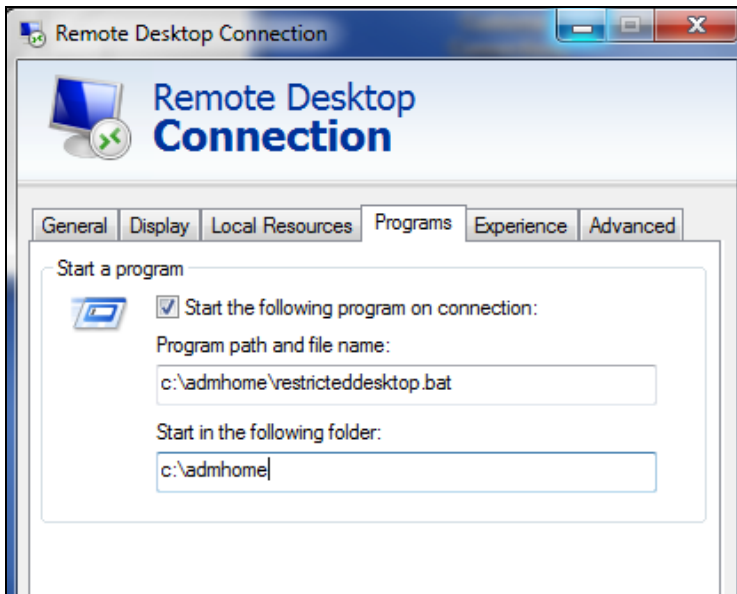 Remote Desktop Connection
Remote Desktop
Connection
General Display Local Resources Programs Experience Advanced
Start a program
Start the following program on connection:
Program path and file name:
c:\admhome\restricteddesktop.bat
Start in the following folder:
c:\admhome